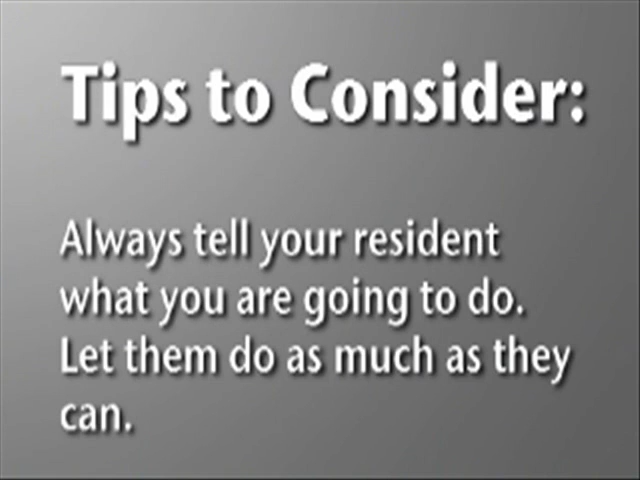 Tips to Consider:
Always tell your resident
what you are going to do.
Let them do as much as they
can.